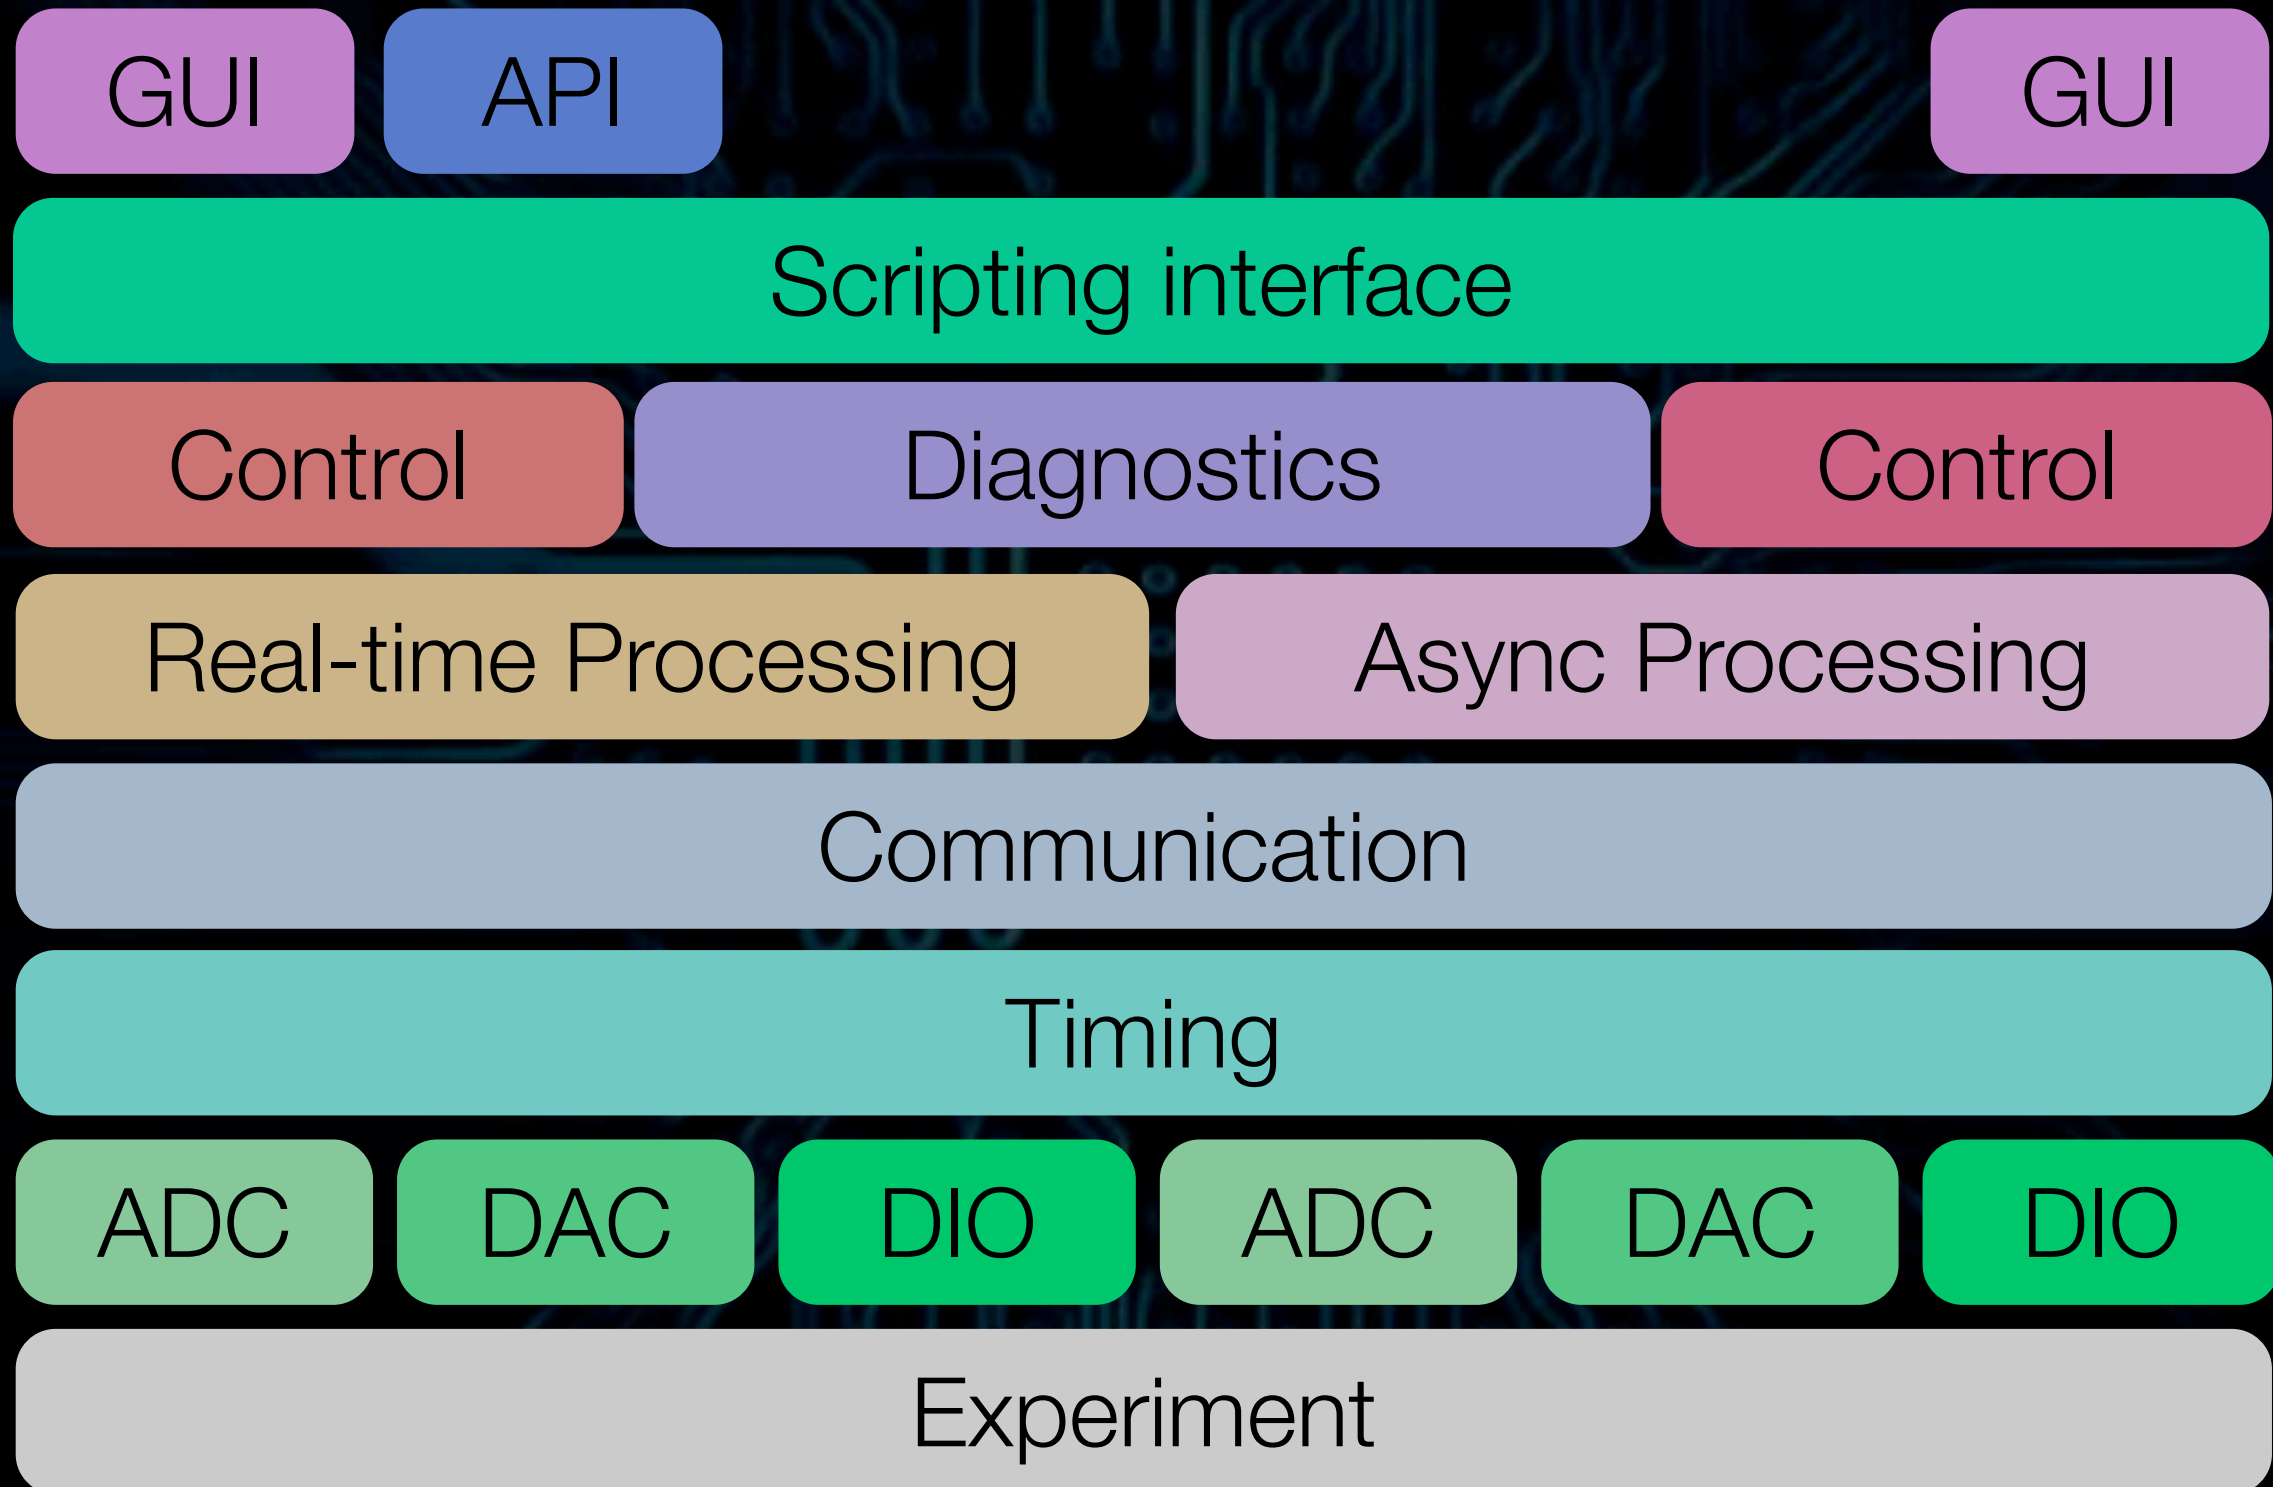 GUI API GUI
Scripting interface
Control Diagnostics Control
Real-time Processing Async Processing
Communication
Timing
ADC DAC DIO ADC DAC DIO
Experiment